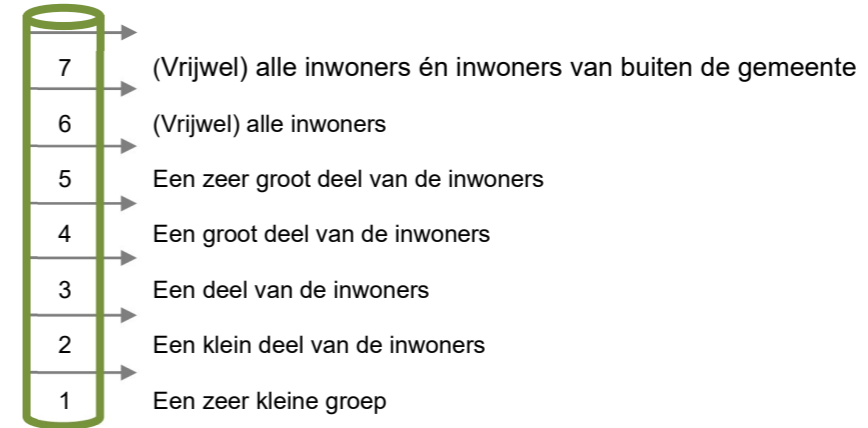 7 (Vrijwel) alle inwoners én inwoners van buiten de gemeente
6 (Vrijwel) alle inwoners
5 Een zeer groot deel van de inwoners
4 Een groot deel van de inwoners
3 Een deel van de inwoners
2 Een klein deel van de inwoners
1 Een zeer kleine groep